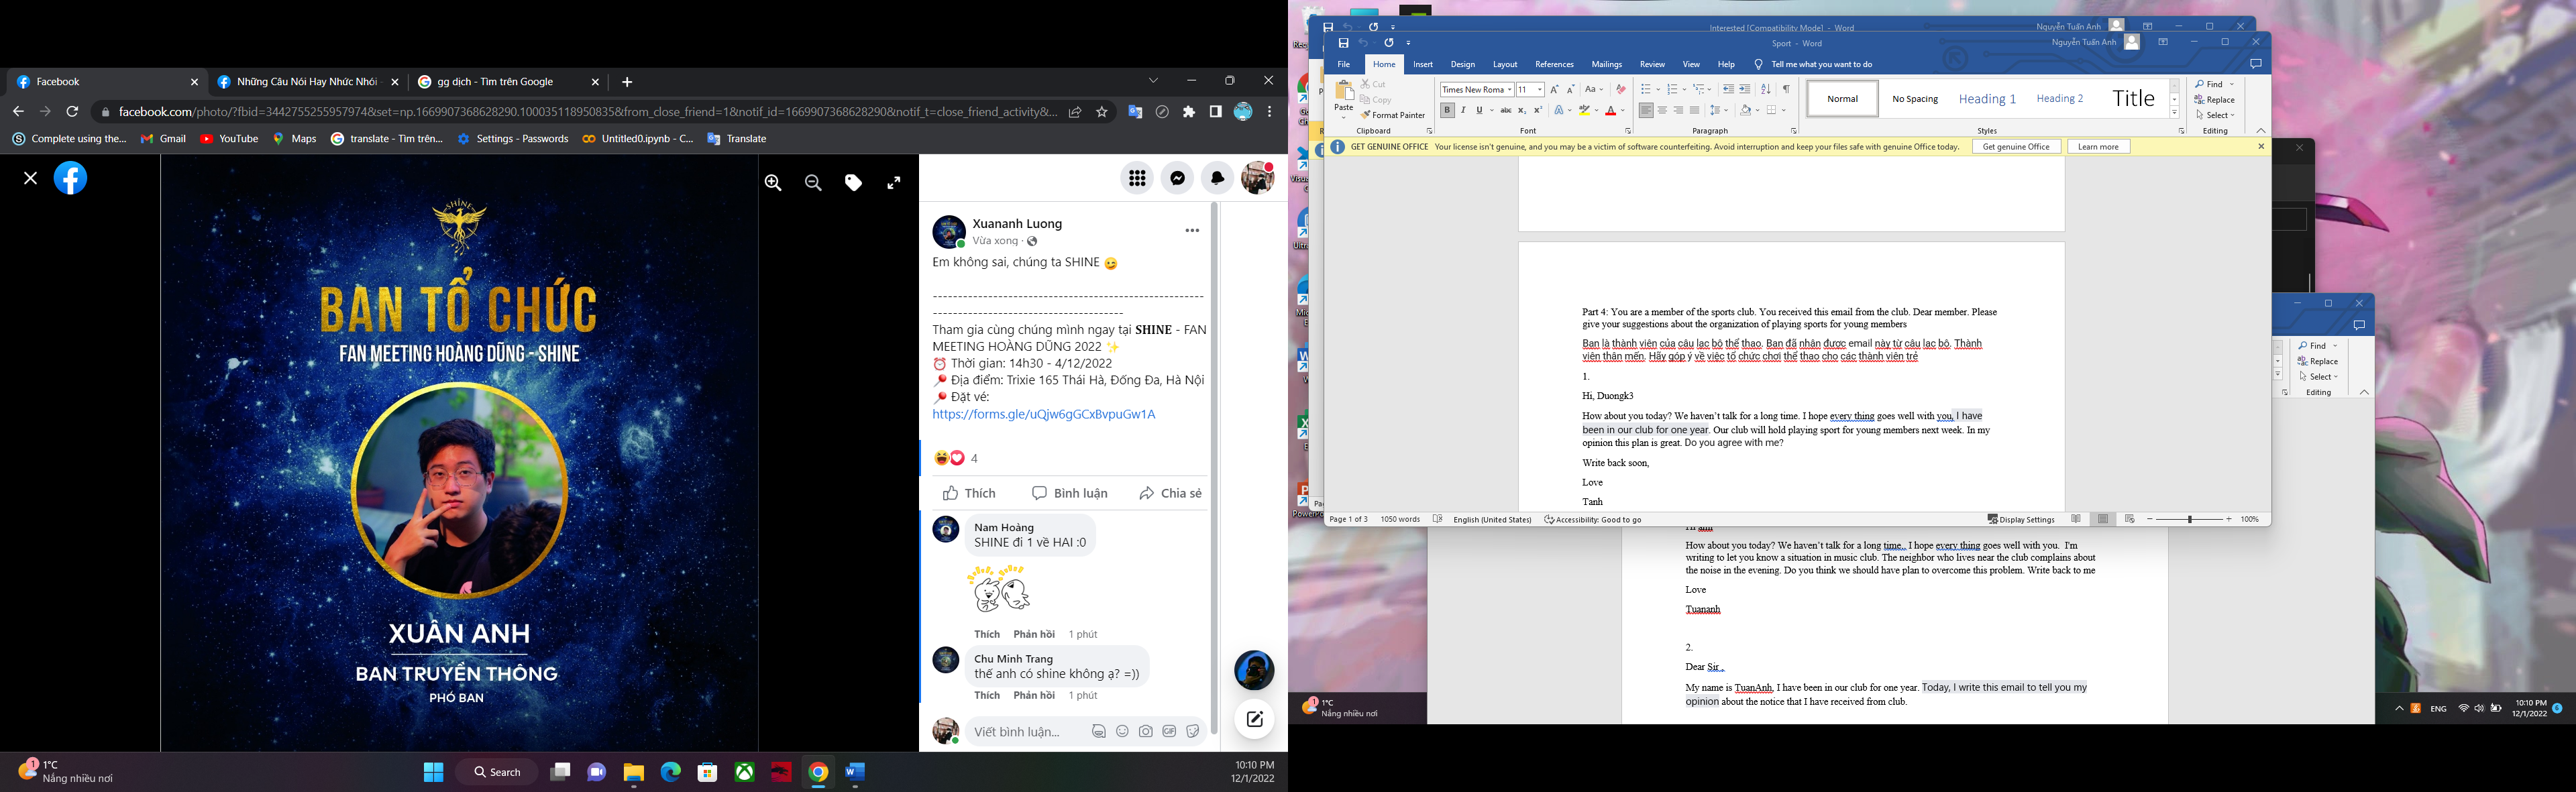 Facebook
Những Câu Nói Hay Nhức Nhói
gg dịch - Tìm trên Google
facebook.com/photo/?fbid=3442755255957974&set=np.1669907368628290.100035118950835&from_close_friend=1&notif_id=1669907368628290&notif_t=close_friend_activity&...
Complete using the...
Gmail
YouTube
Maps
translate - Tìm trên...
Settings - Passwords
Untitled0.ipynb - C...
Translate
SHINE
BAN TỔ CHỨC
FAN MEETING HOÀNG DŨNG - SHINE
XUÂN ANH
BAN TRUYỀN THÔNG
PHÓ BAN
Xuananh Luong
Vừa xong ·
Em không sai, chúng ta SHINE 😅
------------------------------------------------------
--------------------------------------
Tham gia cùng chúng mình ngay tại SHINE - FAN
MEETING HOÀNG DŨNG 2022 ✨
⏰ Thời gian: 14h30 - 4/12/2022
📍 Địa điểm: Trixie 165 Thái Hà, Đống Đa, Hà Nội
📍 Đặt vé:
https://forms.gle/uQjw6gGCxBvpuGw1A
4
Thích
Bình luận
Chia sẻ
Nam Hoàng
SHINE đi 1 về HAI :0
Thích Phản hồi 1 phút
Chu Minh Trang
thế anh có shine không ạ? =))
Thích Phản hồi 1 phút
Viết bình luận...
1
1°C
Nắng nhiều nơi
Search
10:10 PM
12/1/2022
Interested [Compatibility Mode] - Word
Nguyễn Tuấn Anh
Sport - Word
Nguyễn Tuấn Anh
File Home Insert Design Layout References Mailings Review View Help Tell me what you want to do
Paste
Cut
Copy
Format Painter
Clipboard
Times New Roma 11
Font
Paragraph
Normal
No Spacing
Heading 1
Heading 2
Title
Styles
Find
Replace
Select
Editing
GET GENUINE OFFICE Your license isn't genuine, and you may be a victim of software counterfeiting. Avoid interruption and keep your files safe with genuine Office today.
Get genuine Office
Learn more
Part 4: You are a member of the sports club. You received this email from the club. Dear member. Please
give your suggestions about the organization of playing sports for young members
Bạn là thành viên của câu lạc bộ thể thao. Bạn đã nhận được email này từ câu lạc bộ. Thành
viên thân mến. Hãy góp ý về việc tổ chức chơi thể thao cho các thành viên trẻ
1.
Hi, Duongk3
How about you today? We haven't talk for a long time. I hope every thing goes well with you, I have
been in our club for one year. Our club will hold playing sport for young members next week. In my
opinion this plan is great. Do you agree with me?
Write back soon,
Love
Tanh
Page 1 of 3
1050 words
English (United States)
Accessibility: Good to go
Display Settings
100%
Find
Replace
Select
Editing
Hi anh
How about you today? We haven't talk for a long time,. I hope every thing goes well with you. I'm
writing to let you know a situation in music club. The neighbor who lives near the club complains about
the noise in the evening. Do you think we should have plan to overcome this problem. Write back to me
Love
Tuananh
2.
Dear Sir ,
My name is TuanAnh, I have been in our club for one year. Today, I write this email to tell you my
opinion about the notice that I have received from club.
1
1°C
Nắng nhiều nơi
ENG
10:10 PM
12/1/2022
6